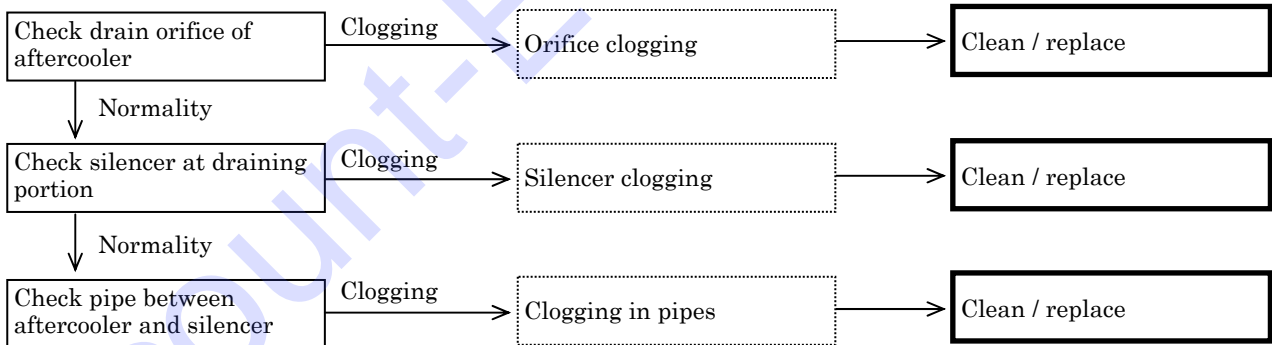 Check drain orifice of
aftercooler
Clogging
Orifice clogging
Clean / replace
Normality
Check silencer at draining
portion
Clogging
Silencer clogging
Clean / replace
Normality
Check pipe between
aftercooler and silencer
Clogging
Clogging in pipes
Clean / replace
ount-E